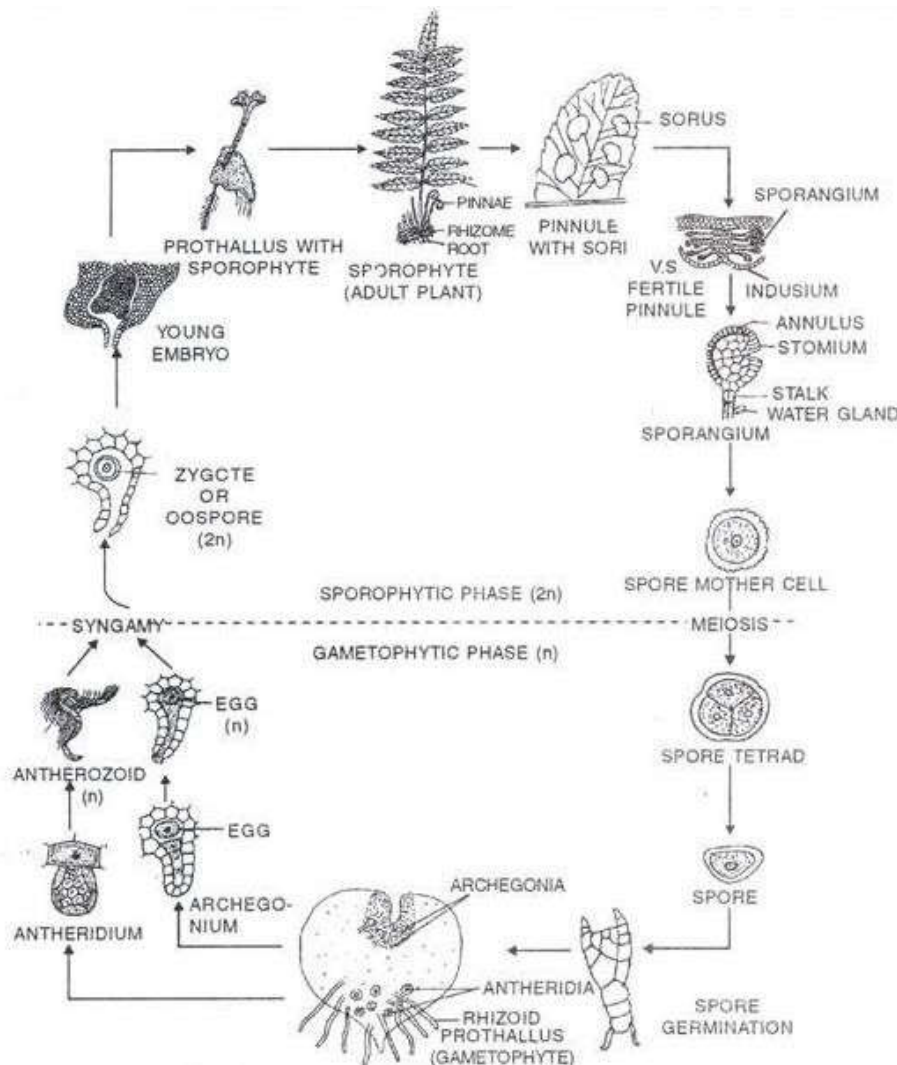 SORUS
SPORANGIUM
PINNAE
RHIZOME
ROOT
PINNULE
WITH SORI
PROTHALLUS WITH
SPOROPHYTE
SPOROPHYTE
(ADULT PLANT)
V.S
FERTILE
PINNULE
INDUSIUM
ANNULUS
STOMIUM
STALK
WATER GLAND
SPORANGIUM
YOUNG
EMBRYO
ZYGCTE
OR
OOSPORE
(2n)
SPORE MOTHER CELL
SPOROPHYTIC PHASE (2n)
SYNGAMY
MEIOSIS
GAMETOPHYTIC PHASE (n)
EGG
(n)
ANTHEROZOID
(n)
SPORE TETRAD
EGG
SPORE
ARCHEGO-
NIUM
ANTHERIDIUM
ARCHEGONIA
ANTHERIDIA
RHIZOID
PROTHALLUS
(GAMETOPHYTE)
SPORE
GERMINATION